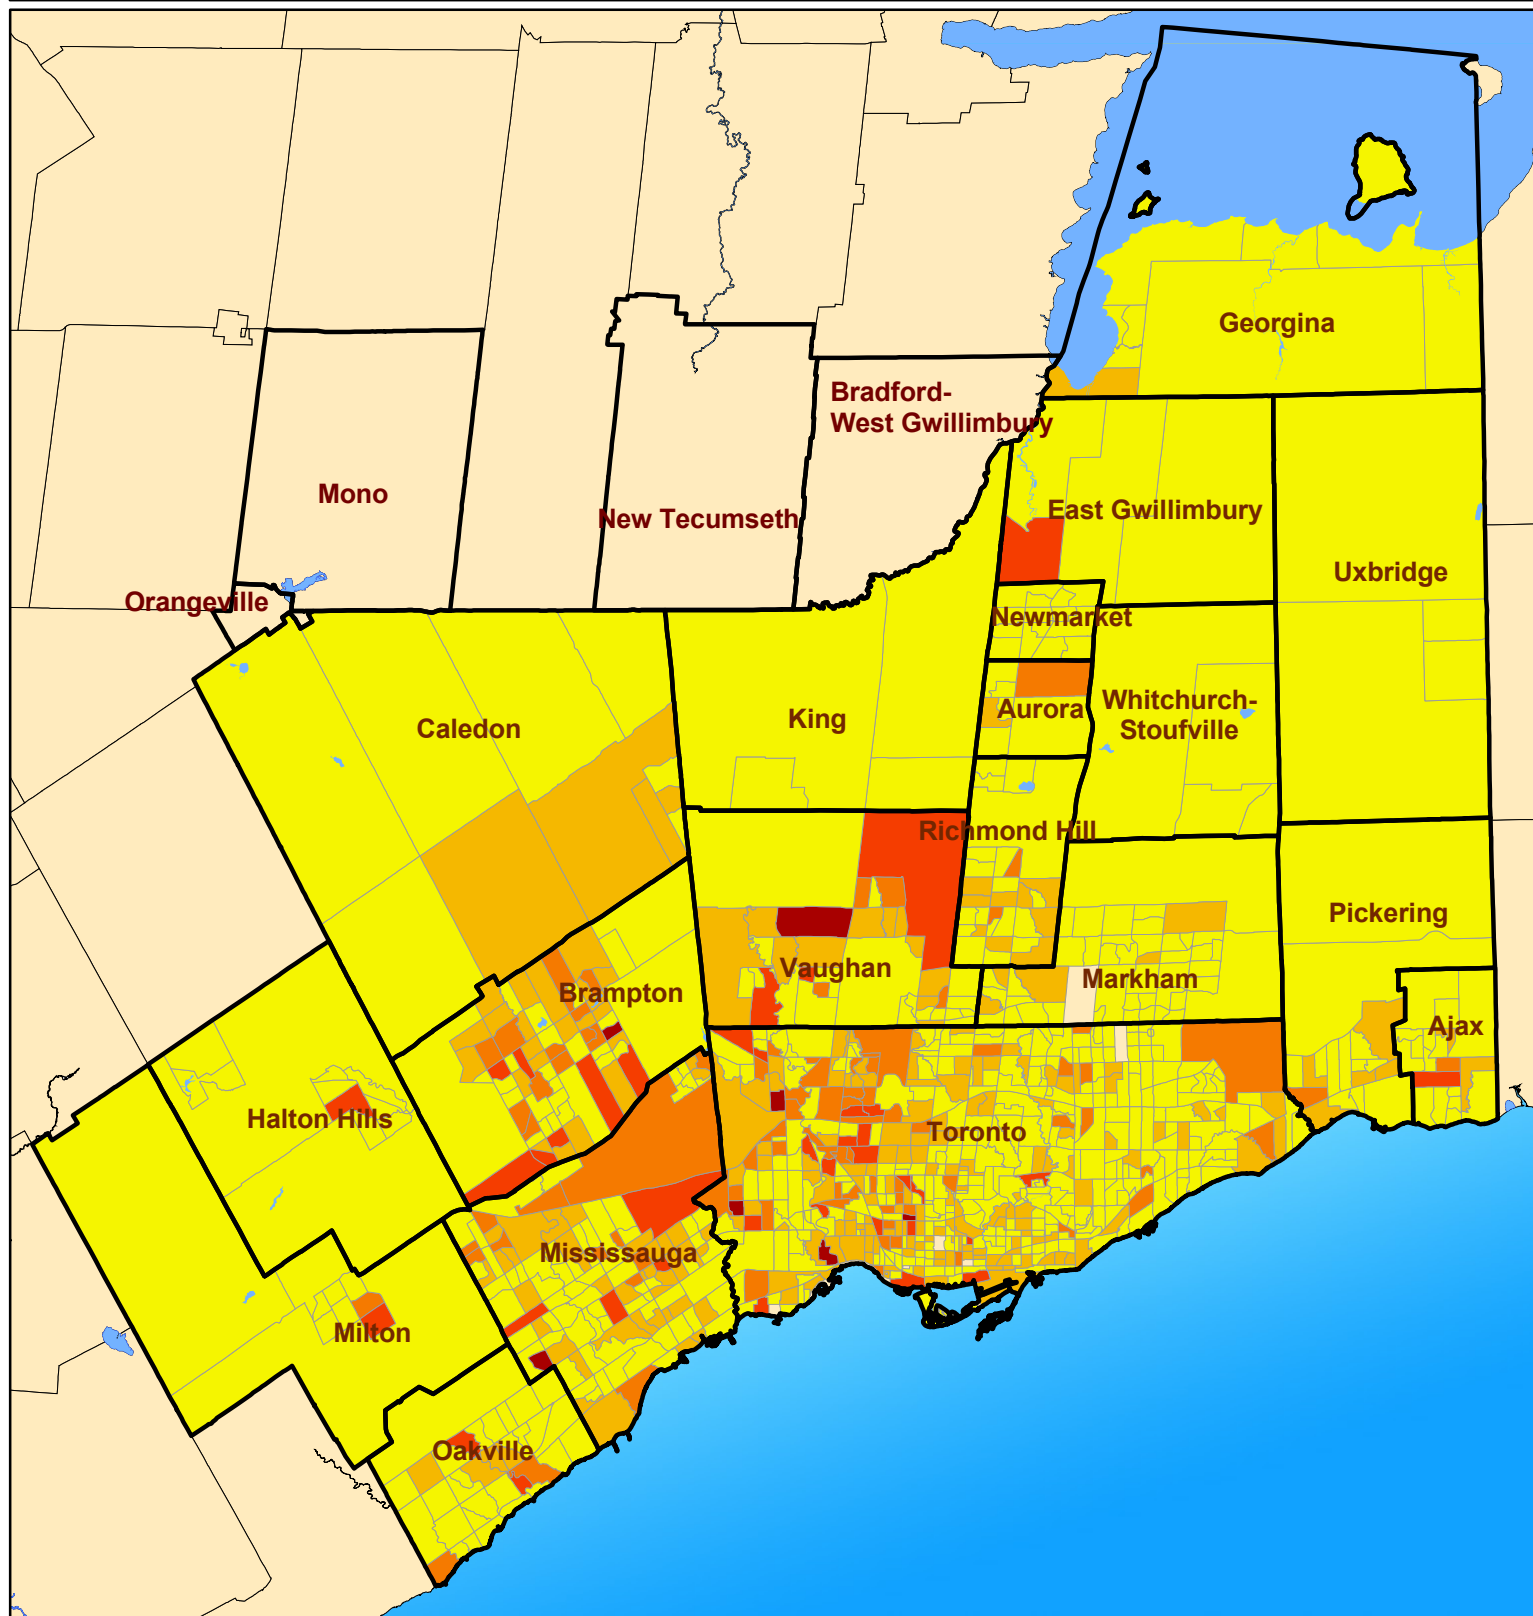 Georgina
Bradford-
West Gwillimbury
Mono
New Tecumseth
East Gwillimbury
Uxbridge
Orangeville
Newmarket
Caledon
King
Aurora
Whitchurch-
Stoufville
Richmond Hill
Pickering
Vaughan
Markham
Brampton
Ajax
Halton Hills
Toronto
Mississauga
Milton
Oakville